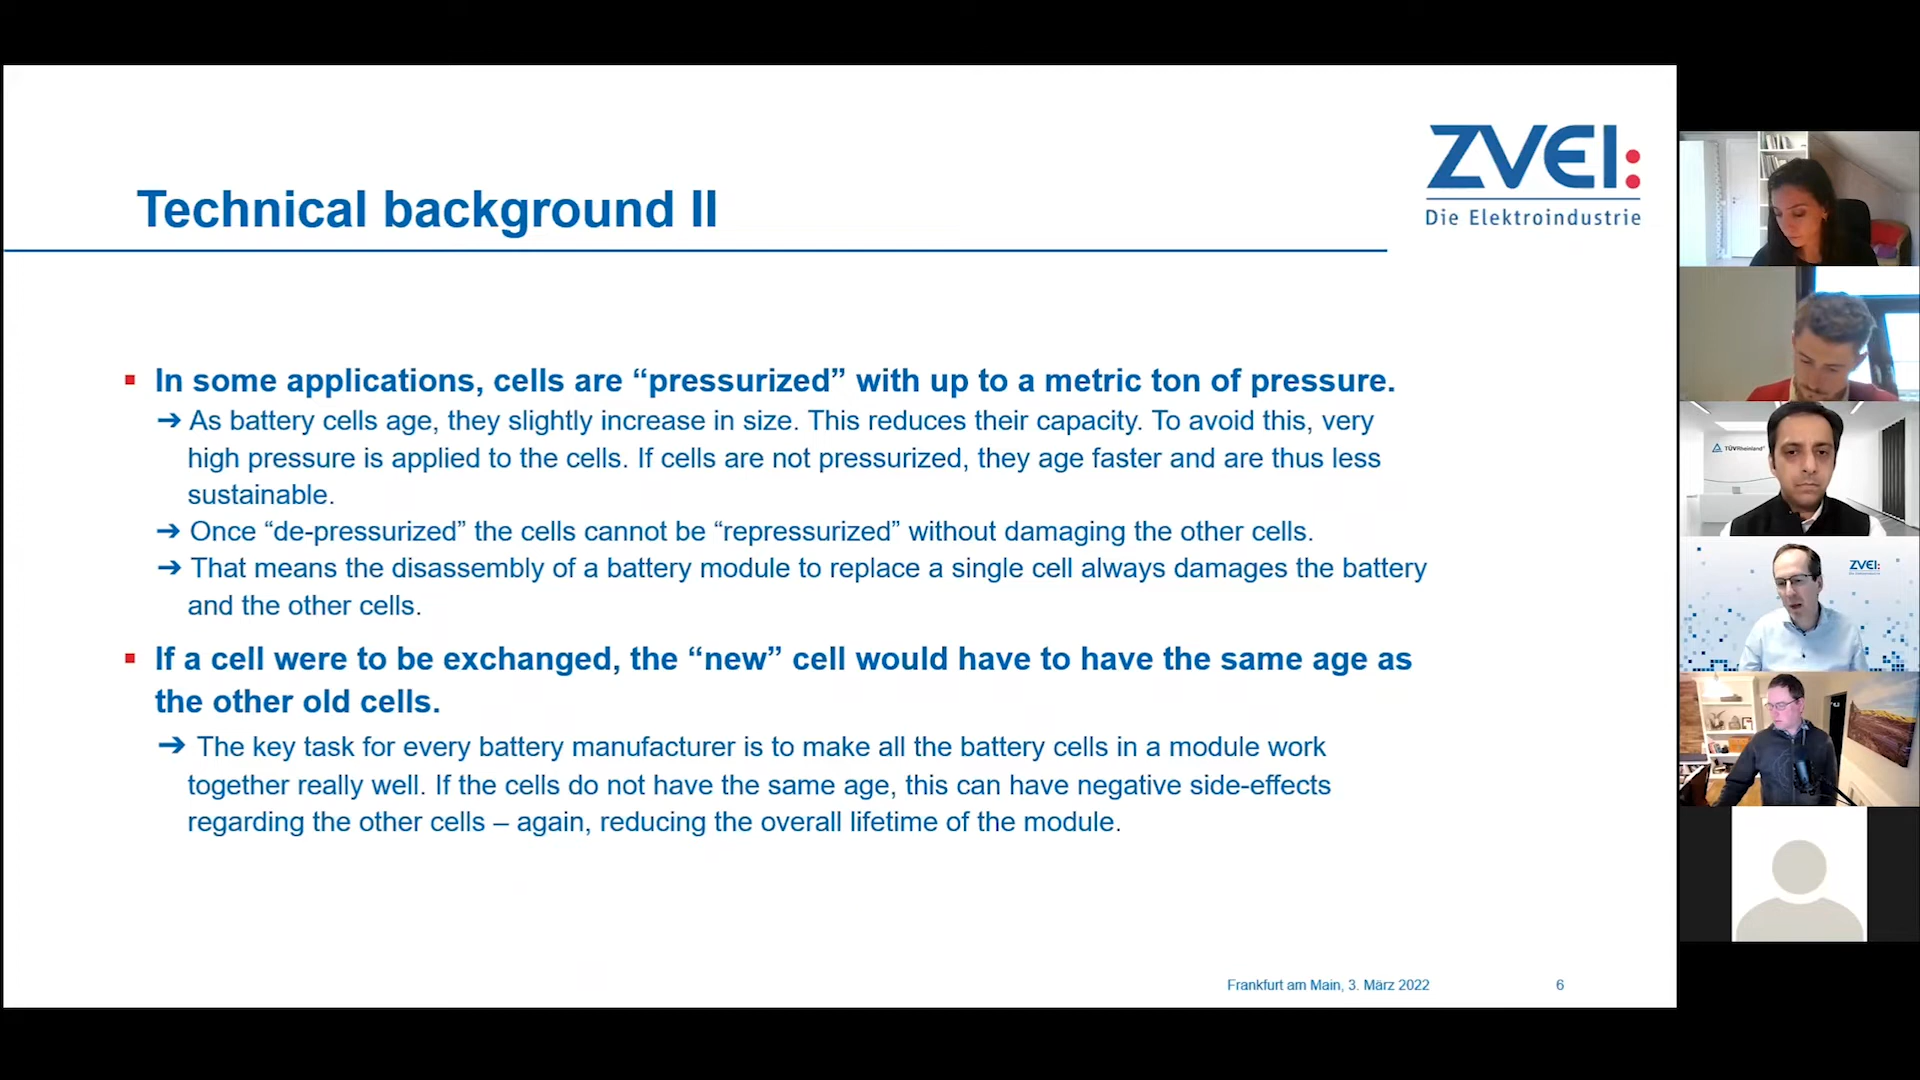 ZVEI:
Die Elektroindustrie
Technical background II
▪ In some applications, cells are “pressurized” with up to a metric ton of pressure.
➔ As battery cells age, they slightly increase in size. This reduces their capacity. To avoid this, very
high pressure is applied to the cells. If cells are not pressurized, they age faster and are thus less
sustainable.
➔ Once “de-pressurized” the cells cannot be “repressurized” without damaging the other cells.
➔ That means the disassembly of a battery module to replace a single cell always damages the battery
and the other cells.
▪ If a cell were to be exchanged, the “new” cell would have to have the same age as
the other old cells.
➔ The key task for every battery manufacturer is to make all the battery cells in a module work
together really well. If the cells do not have the same age, this can have negative side-effects
regarding the other cells – again, reducing the overall lifetime of the module.
Frankfurt am Main, 3. März 2022
6
TÜVRheinland
ZVEI: